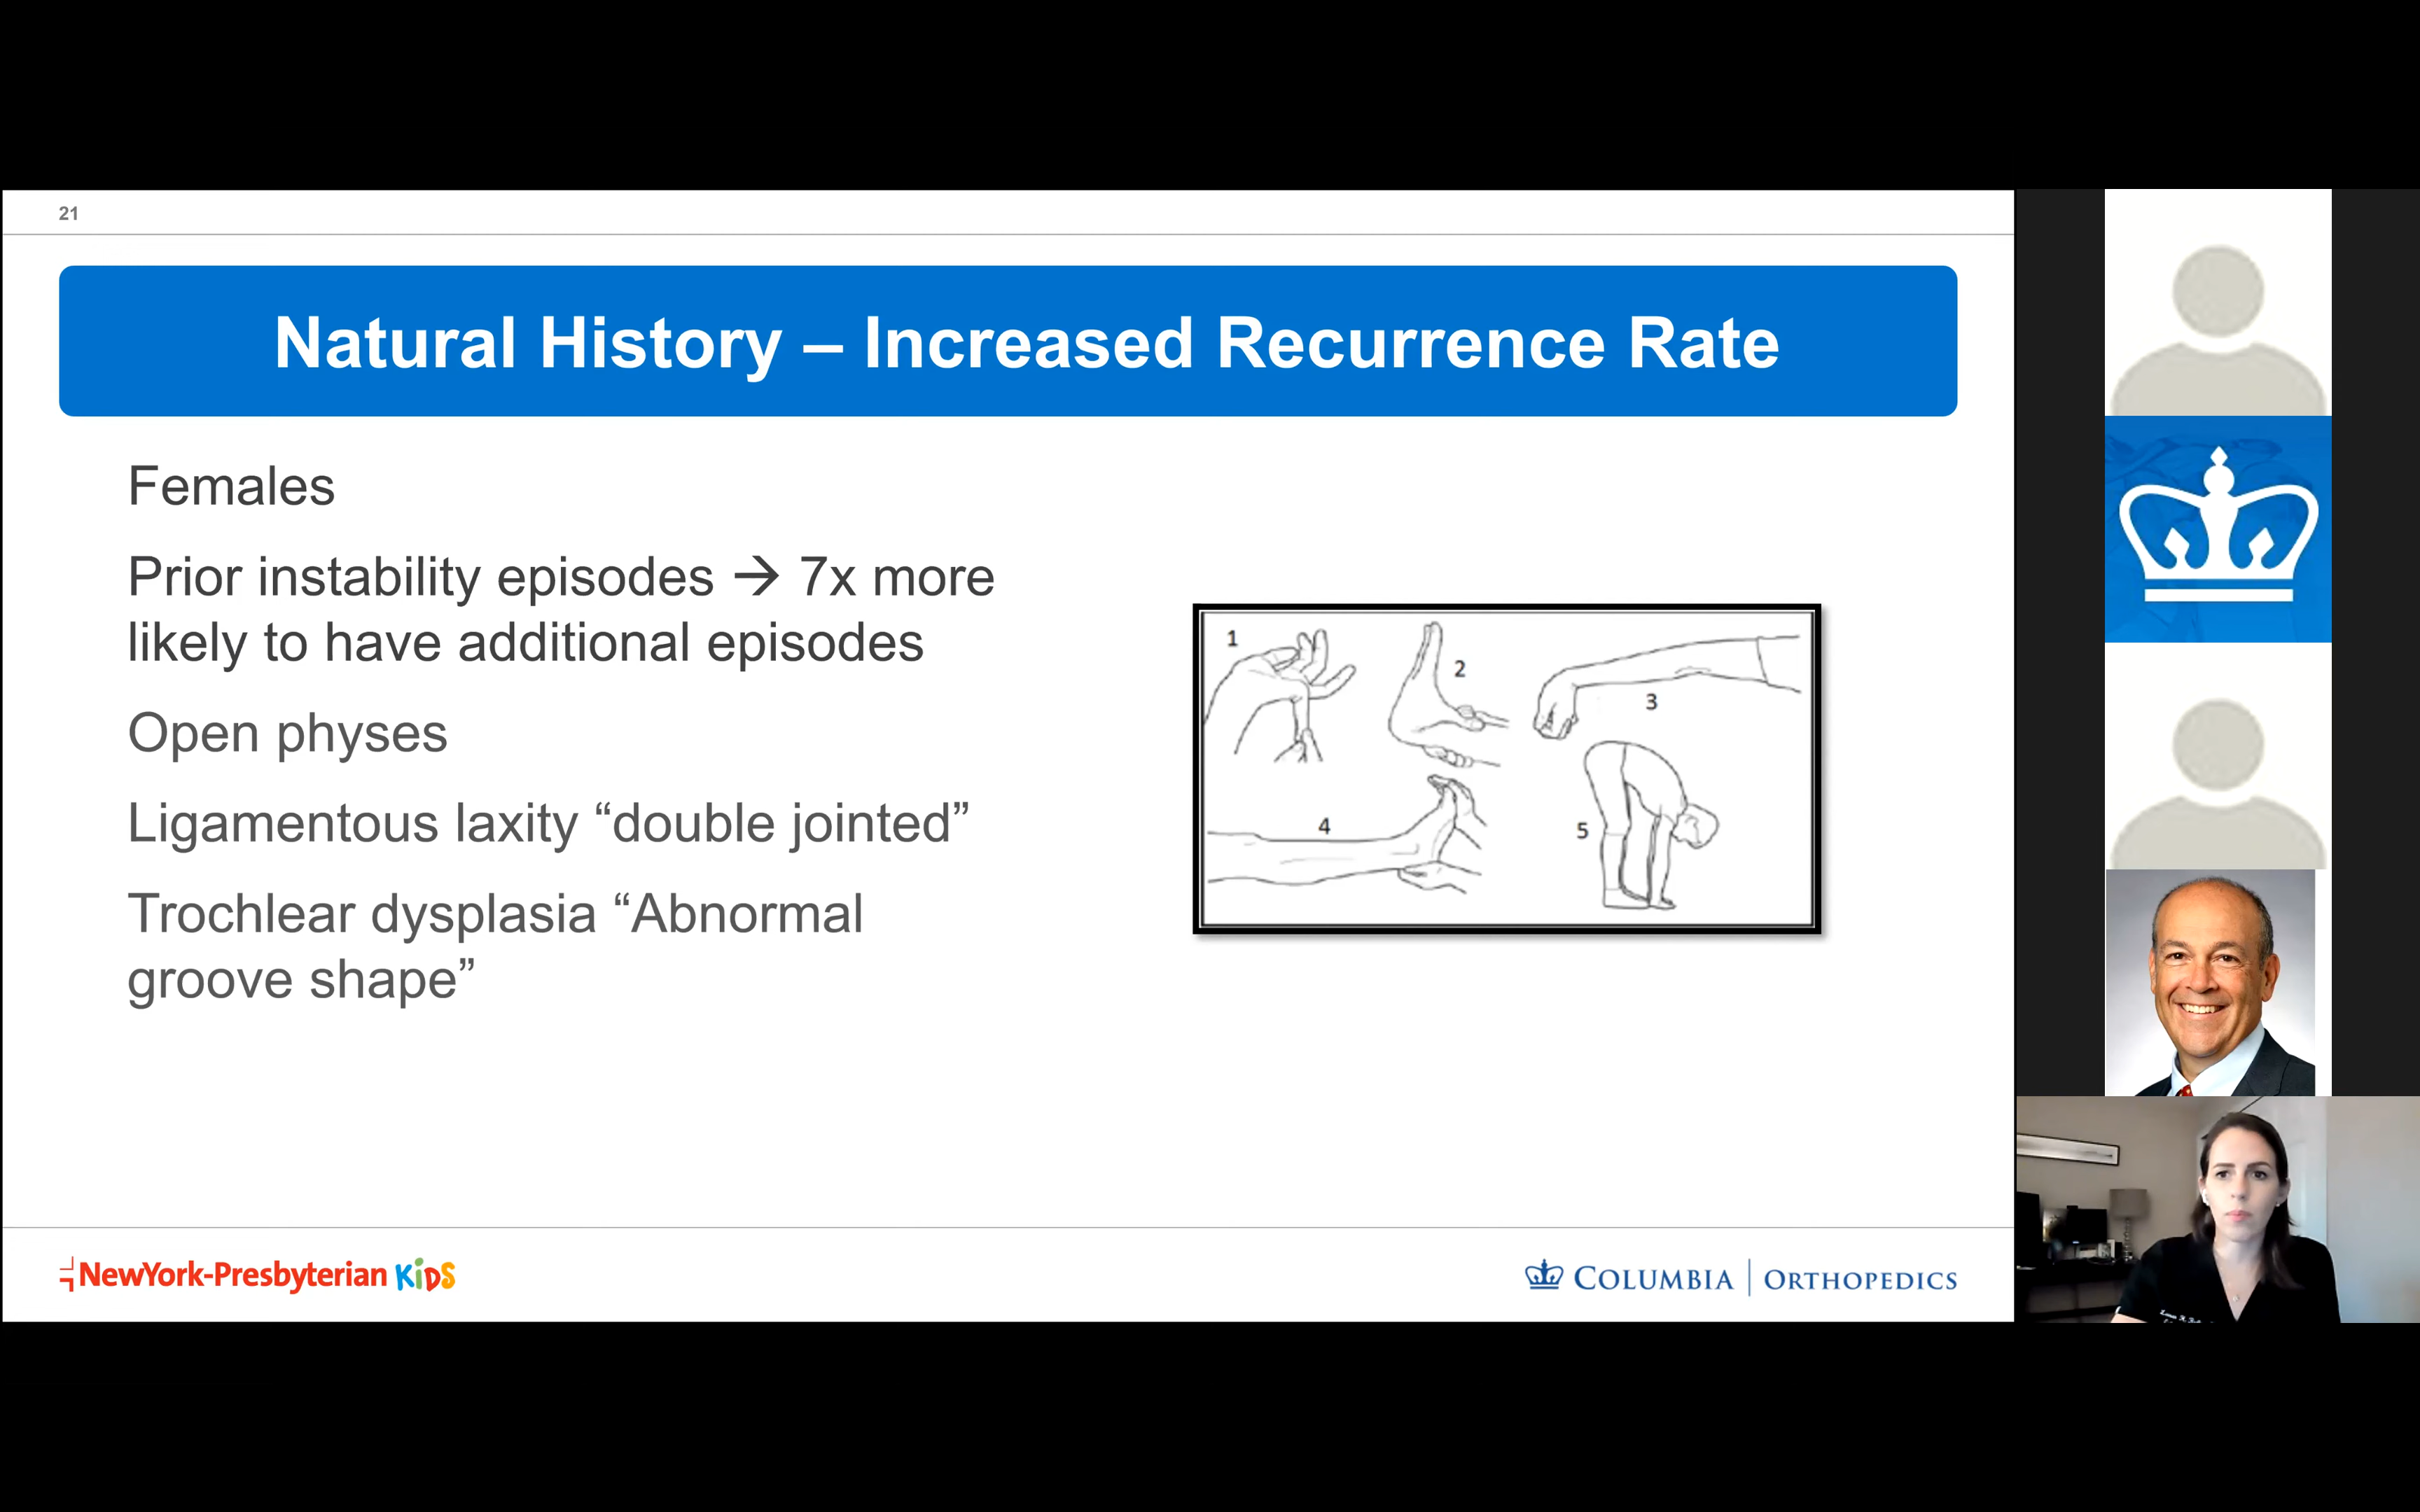 21
Natural History – Increased Recurrence Rate
Females
Prior instability episodes → 7x more
likely to have additional episodes
Open physes
Ligamentous laxity “double jointed”
Trochlear dysplasia “Abnormal
groove shape”
1
2
3
4
5
NewYork-Presbyterian KiDS
COLUMBIA | ORTHOPEDICS